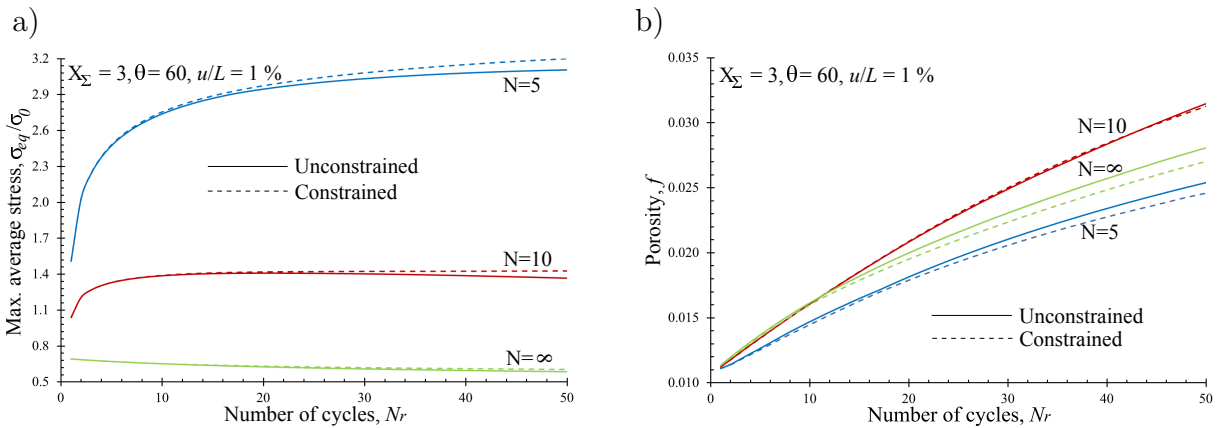 a)
X_Σ = 3, θ= 60, u/L = 1 %
3.2
2.9
2.6
2.3
2.0
1.7
1.4
1.1
0.8
0.5
Max. average stress, σ_eq/σ_0
N=5
Unconstrained
Constrained
N=10
N=∞
0 10 20 30 40 50
Number of cycles, Nr
b)
X_Σ = 3, θ= 60, u/L = 1 %
0.035
0.030
0.025
0.020
0.015
0.010
Porosity, f
N=10
N=∞
N=5
Unconstrained
Constrained
0 10 20 30 40 50
Number of cycles, Nr